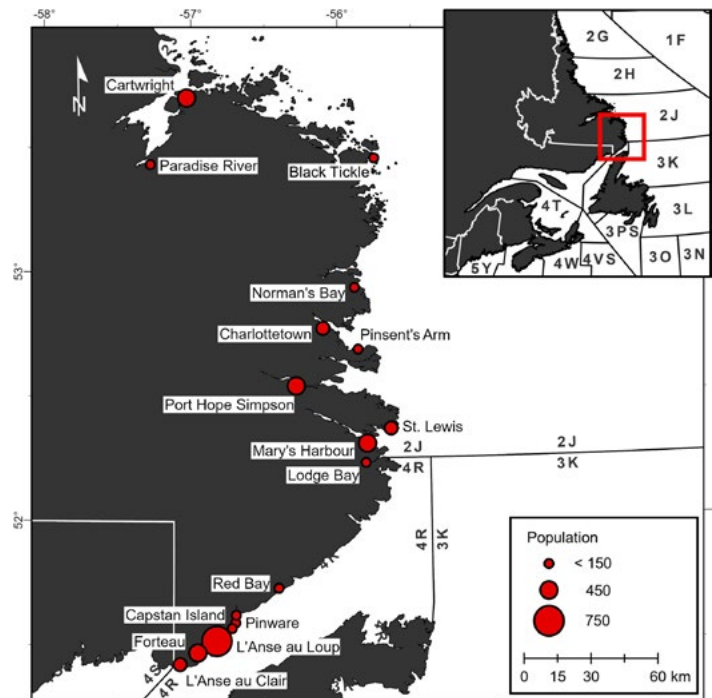 -58° -57° -56°
N
Cartwright
Paradise River
Black Tickle
53°
Norman's Bay
Charlottetown
Pinsent's Arm
Port Hope Simpson
St. Lewis
Mary's Harbour
Lodge Bay
2J
4R
2J
3K
4R
3K
52°
Red Bay
Capstan Island
Pinware
Forteau
L'Anse au Loup
L'Anse au Clair
4S
4R
2G
1F
2H
2J
3K
4T
3L
3PS
5Y
4W
4VS
3O
3N
Population
< 150
450
750
0 15 30 60 km